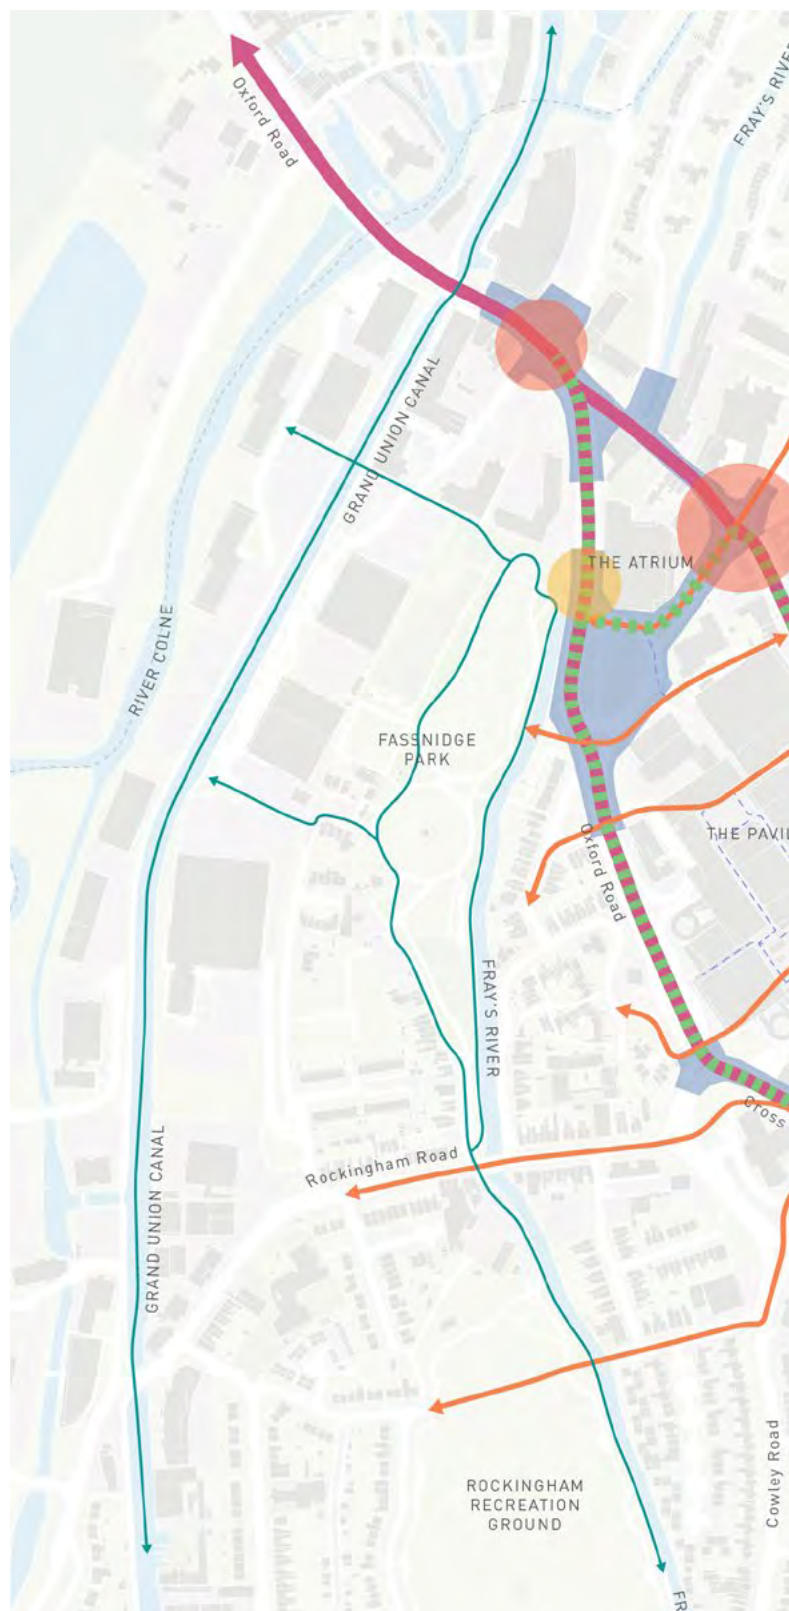 FRAY'S RIVER
Oxford Road
GRAND UNION CANAL
THE ATRIUM
RIVER COLNE
FASSNIDGE
PARK
THE PAVIL
Oxford Road
FRAY'S RIVER
Cross
Rockingham Road
GRAND UNION CANAL
Cowley Road
ROCKINGHAM
RECREATION
GROUND
FR